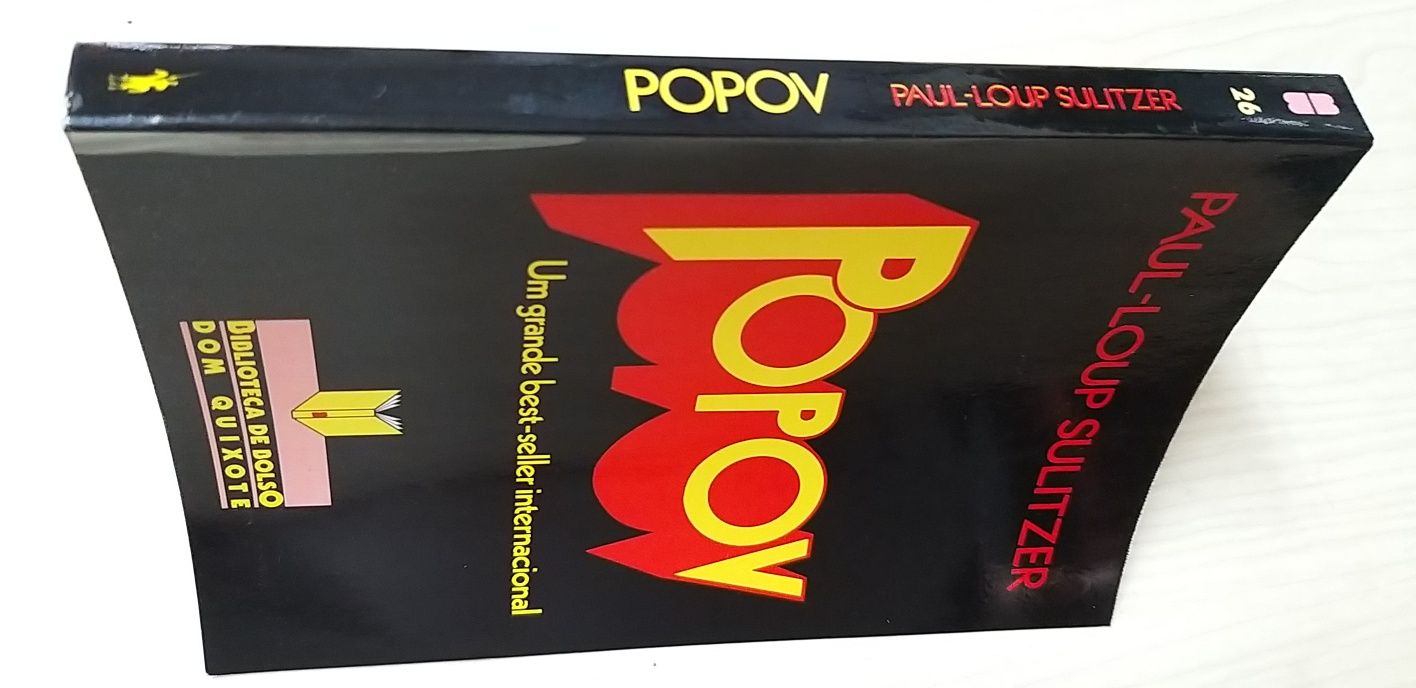 POPOV
PAUL-LOUP SULITZER
26
PAUL-LOUP SULITZER
POPOV
Um grande best-seller internacional
BIBLIOTECA DE BOLSO
DOM QUIXOTE